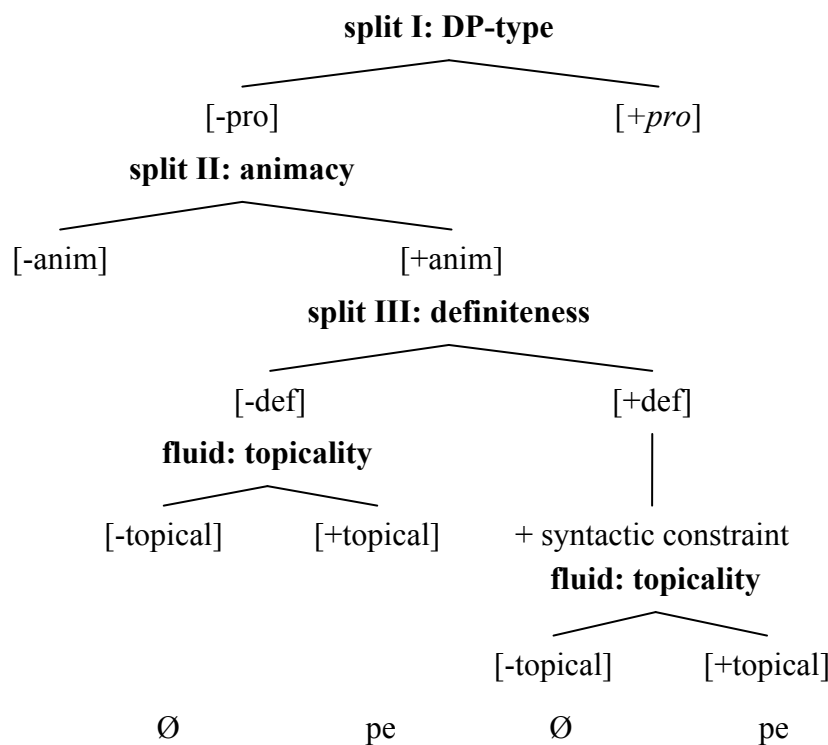 split I: DP-type
[-pro] [+pro]
split II: animacy
[-anim] [+anim]
split III: definiteness
[-def] [+def]
fluid: topicality
[-topical] [+topical] + syntactic constraint
fluid: topicality
[-topical] [+topical]
Ø pe Ø pe